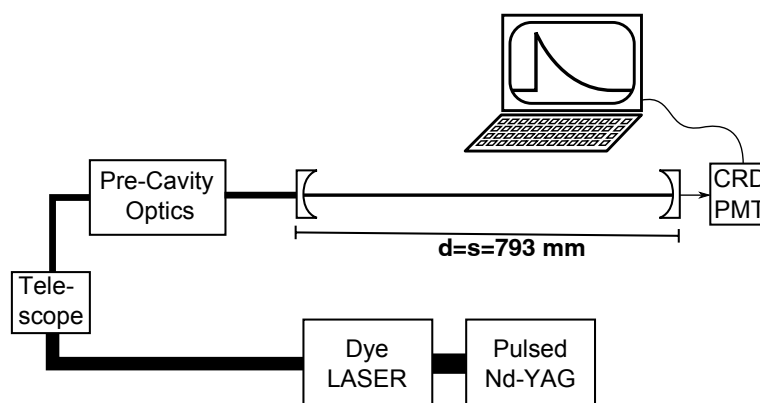 Pre-Cavity
Optics
CRD
PMT
d=s=793 mm
Tele-
scope
Dye
LASER
Pulsed
Nd-YAG